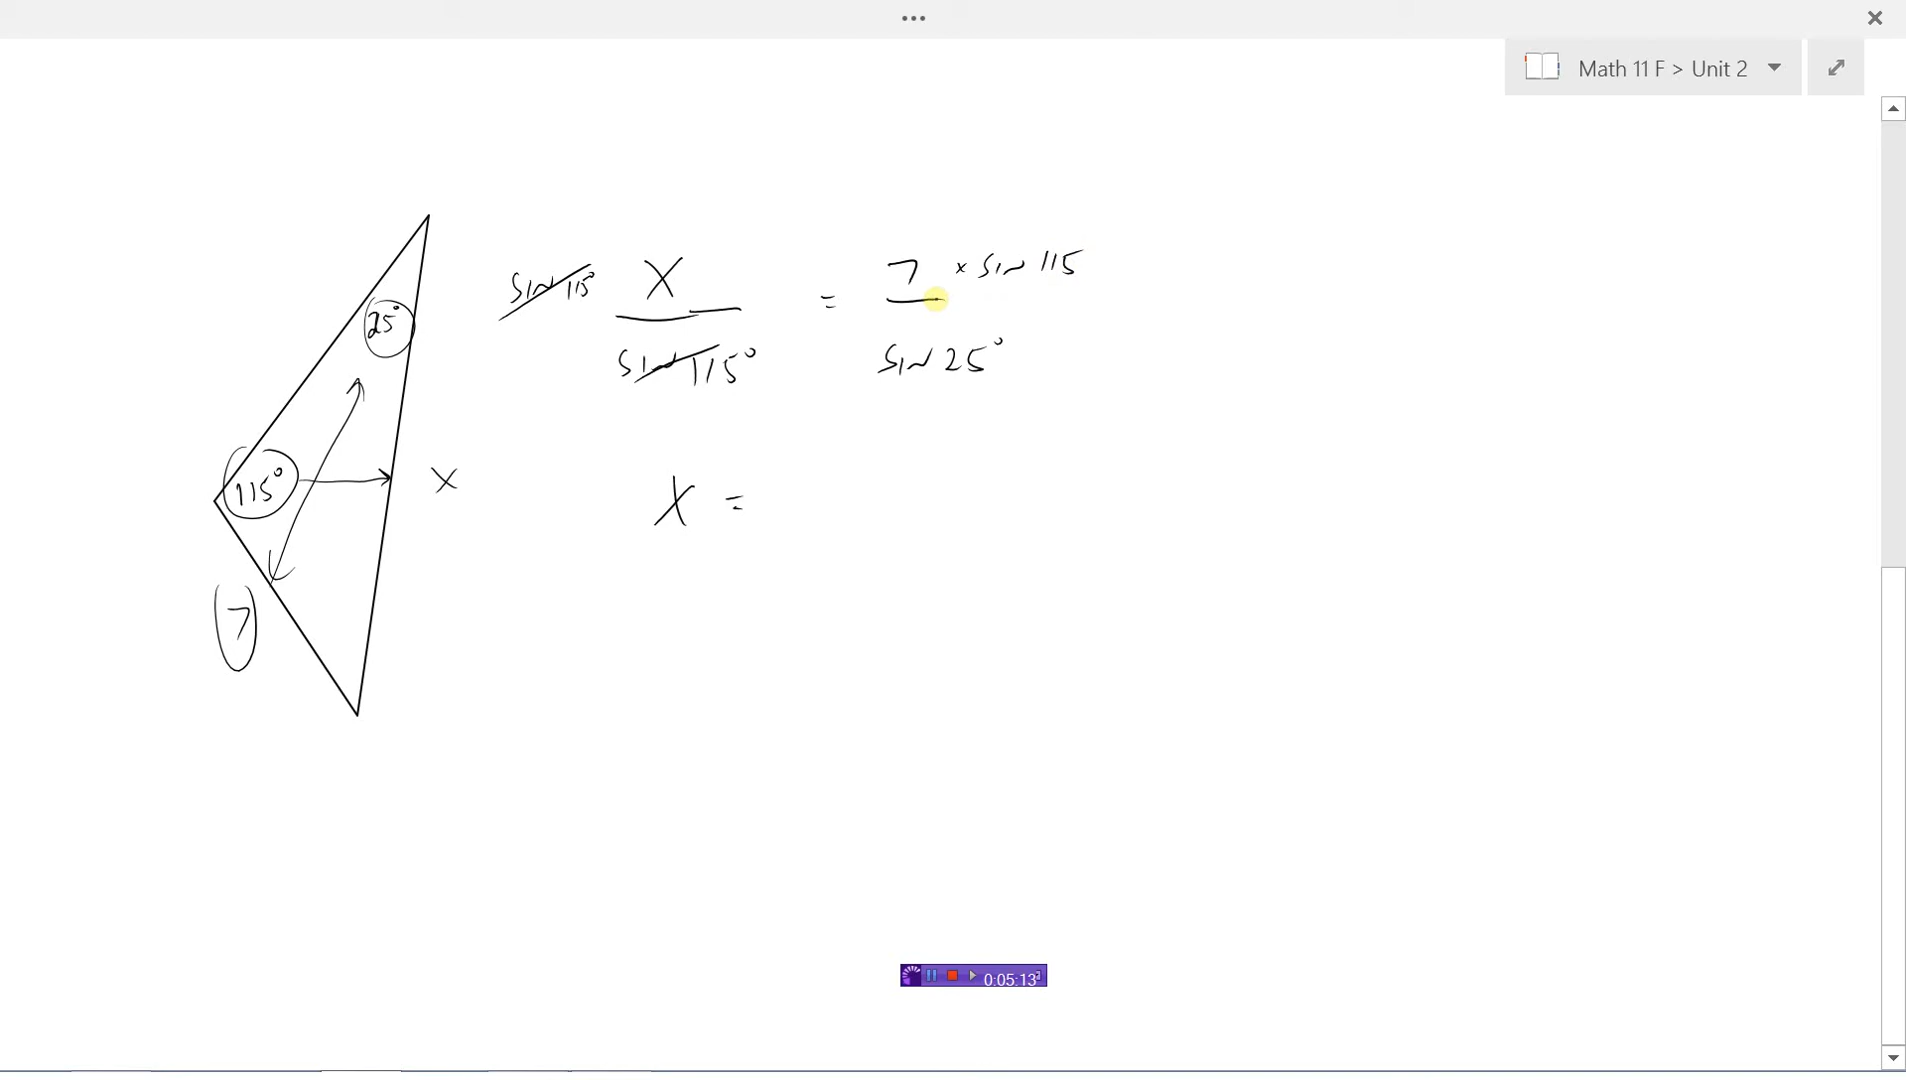 Math 11 F > Unit 2
sin 115° X = 7 × sin 115
sin 115° sin 25°
25°
115°
x
X =
7
0:05:13